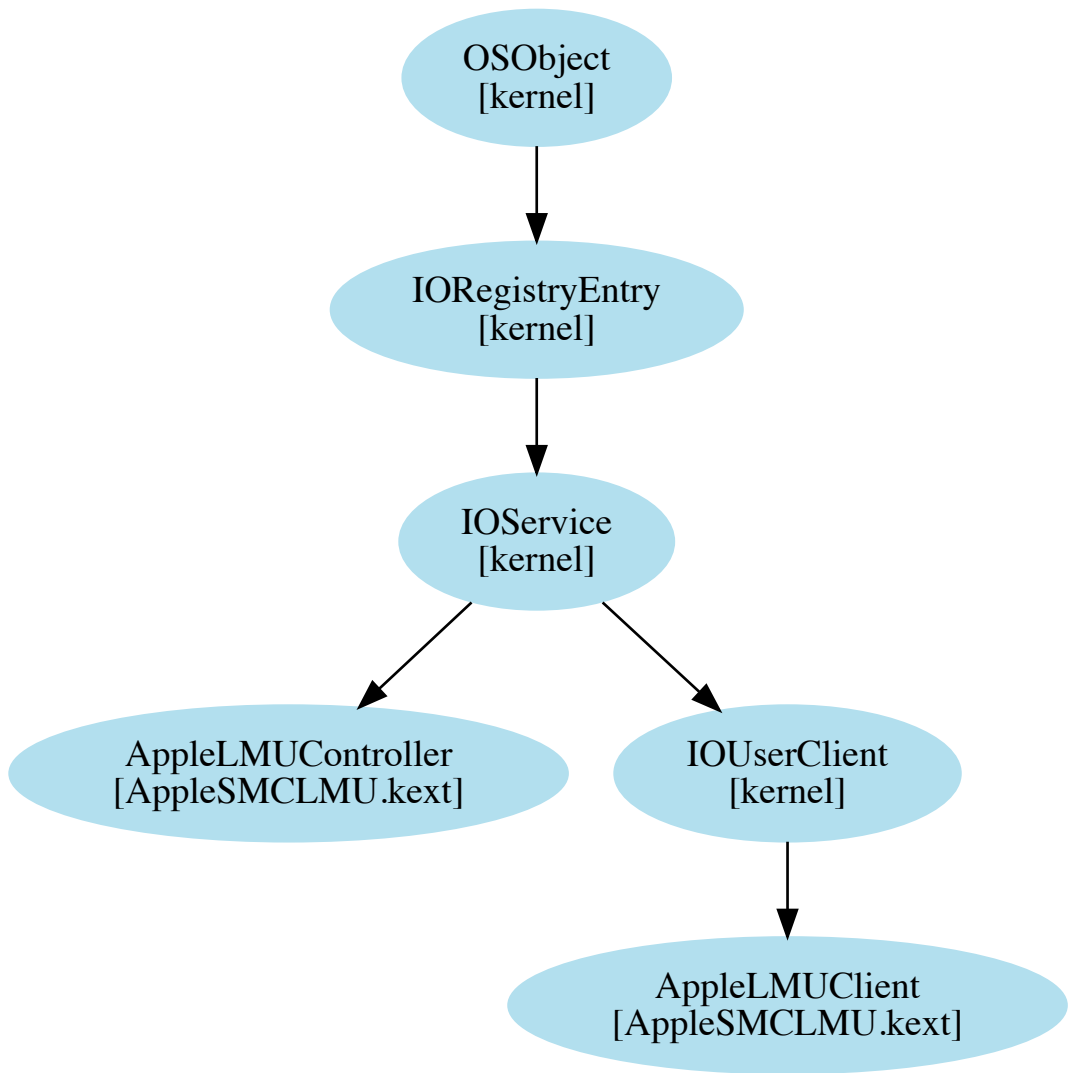 OSObject
[kernel]
IORegistryEntry
[kernel]
IOService
[kernel]
AppleLMUController
[AppleSMCLMU.kext]
IOUserClient
[kernel]
AppleLMUClient
[AppleSMCLMU.kext]